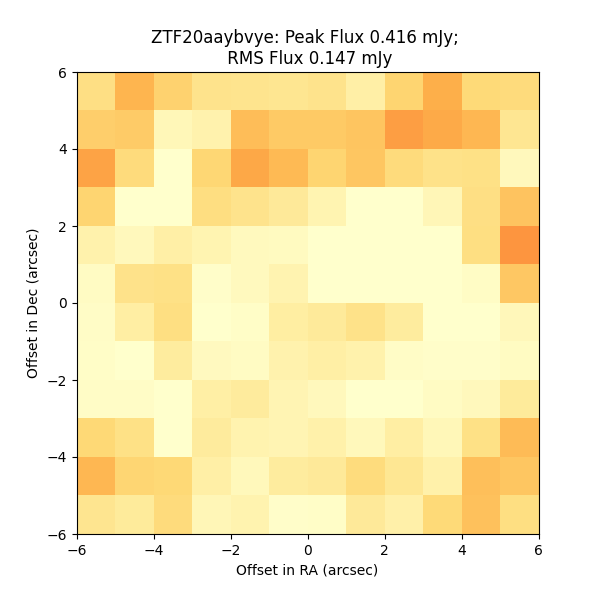 ZTF20aaybvye: Peak Flux 0.416 mJy;
RMS Flux 0.147 mJy
6
4
2
0
−2
−4
−6
Offset in Dec (arcsec)
−6 −4 −2 0 2 4 6
Offset in RA (arcsec)